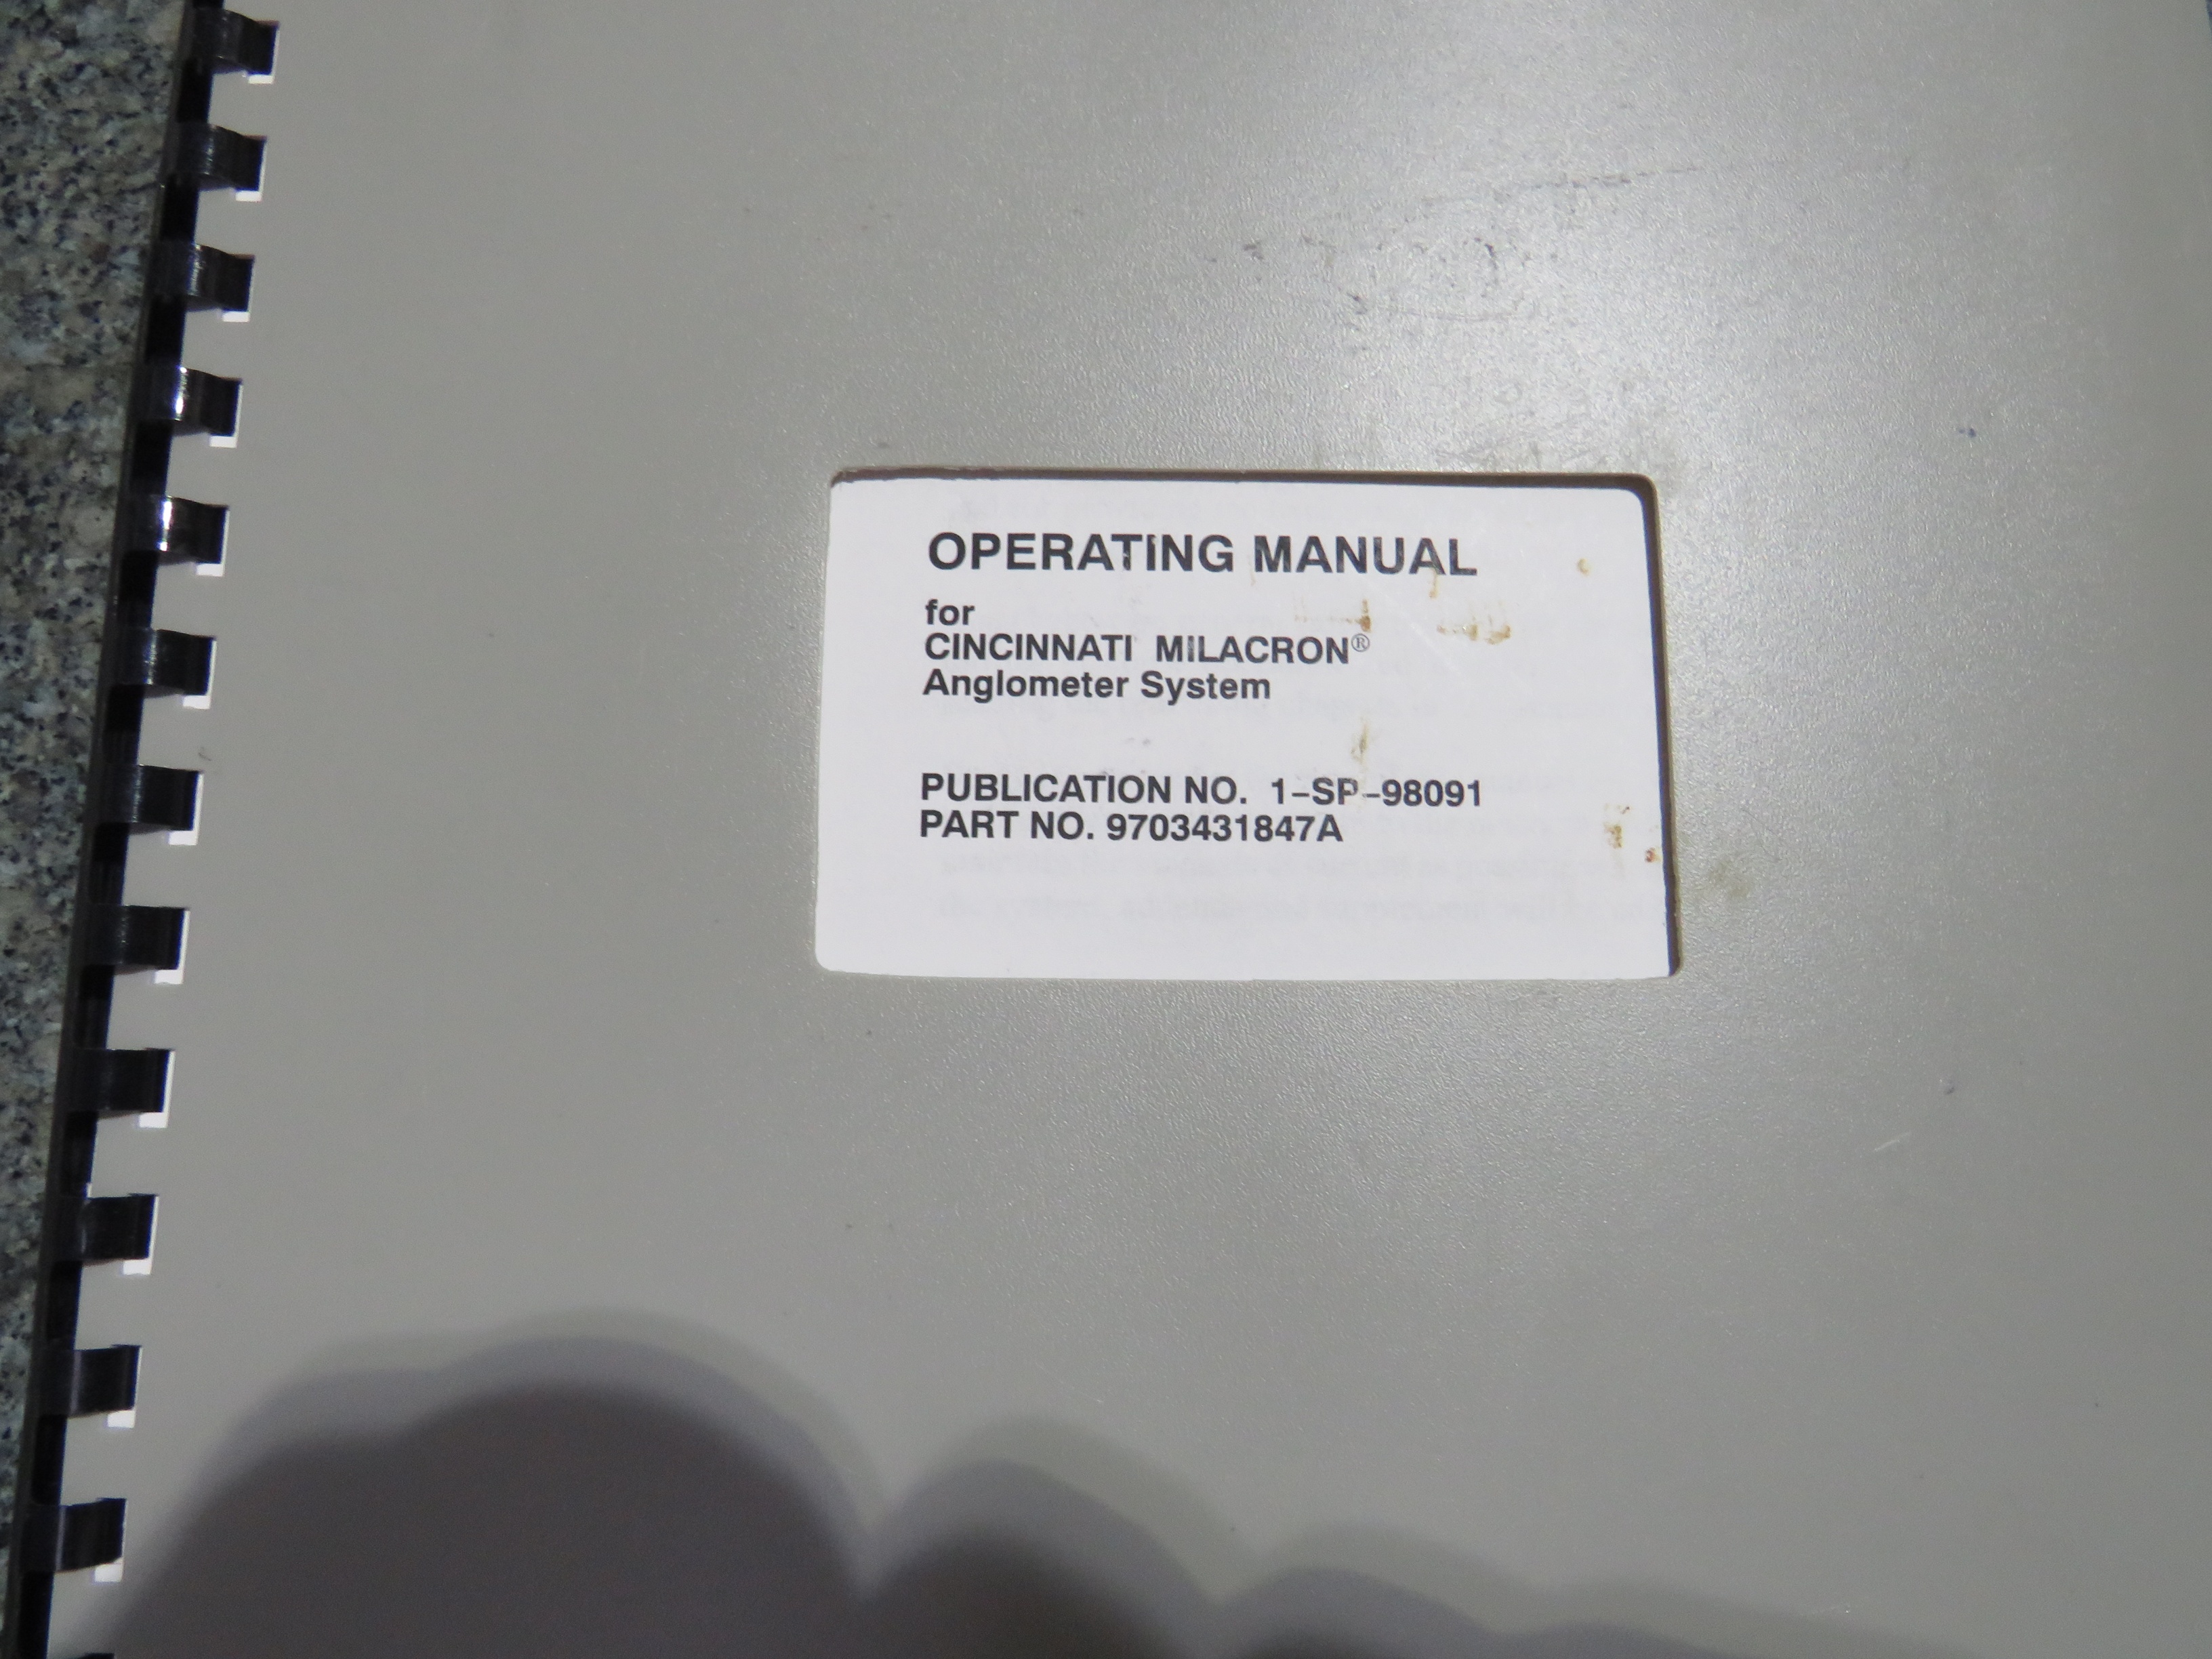 OPERATING MANUAL
for
CINCINNATI MILACRON®
Anglometer System
PUBLICATION NO. 1-SP-98091
PART NO. 9703431847A